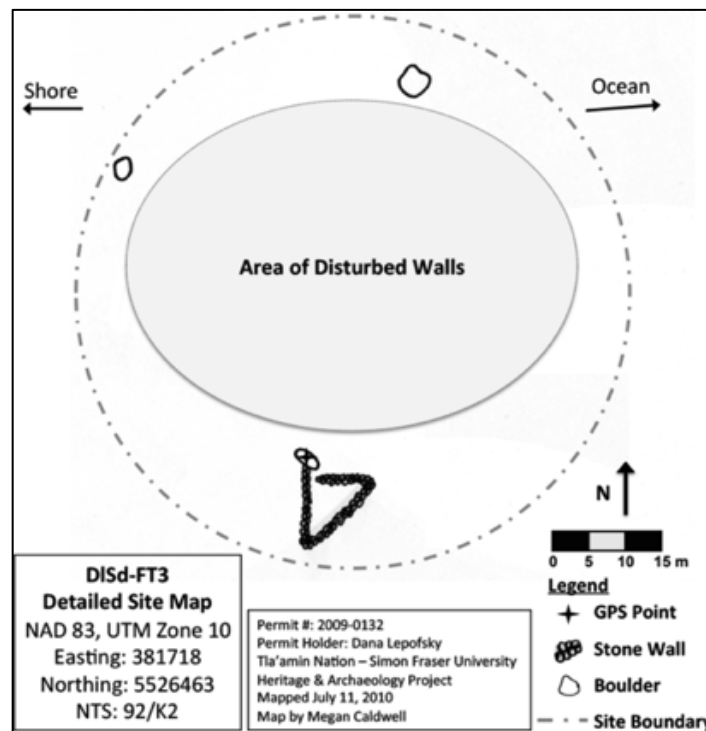 Shore
Ocean
Area of Disturbed Walls
N
0 5 10 15 m
DlSd-FT3
Detailed Site Map
NAD 83, UTM Zone 10
Easting: 381718
Northing: 5526463
NTS: 92/K2
Permit #: 2009-0132
Permit Holder: Dana Lepofsky
Tla'amin Nation – Simon Fraser University
Heritage & Archaeology Project
Mapped July 11, 2010
Map by Megan Caldwell
Legend
GPS Point
Stone Wall
Boulder
Site Boundary